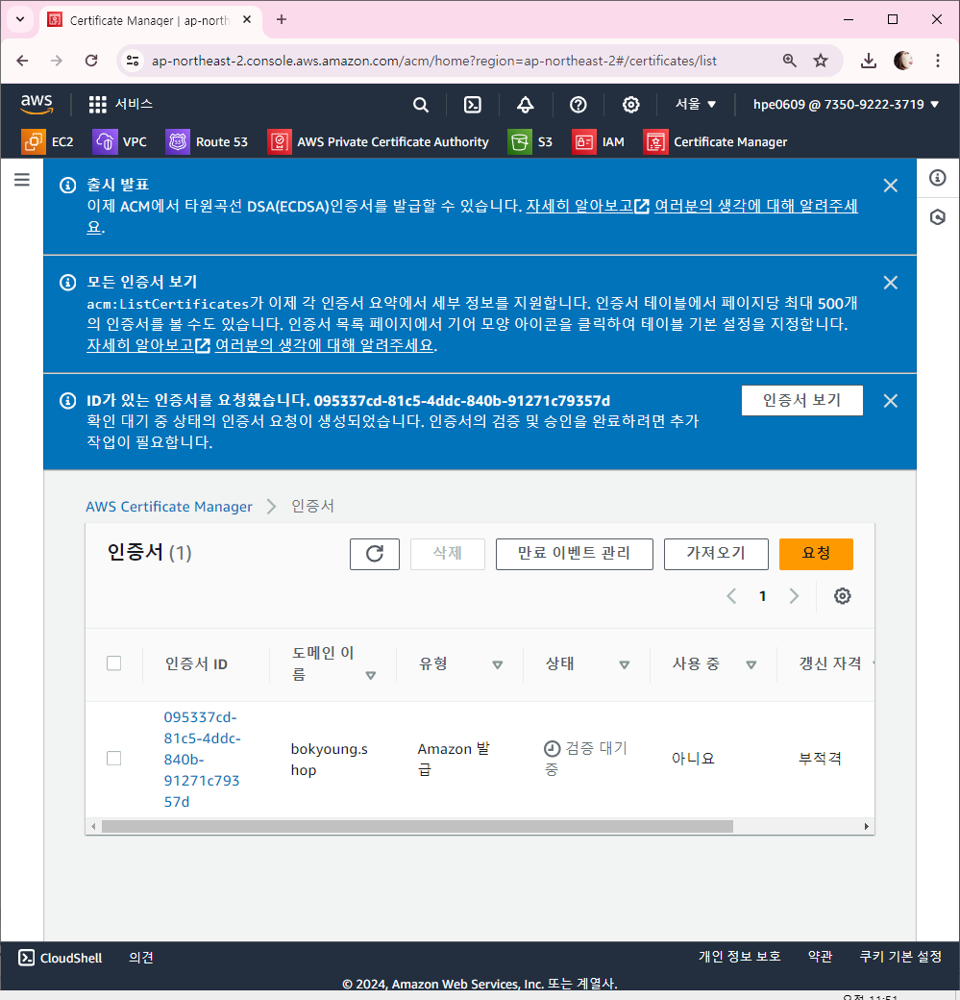 Certificate Manager | ap-north
ap-northeast-2.console.aws.amazon.com/acm/home?region=ap-northeast-2#/certificates/list
aws
서비스
서울
hpe0609 @ 7350-9222-3719
EC2
VPC
Route 53
AWS Private Certificate Authority
S3
IAM
Certificate Manager
출시 발표
이제 ACM에서 타원곡선 DSA(ECDSA)인증서를 발급할 수 있습니다. 자세히 알아보고 여러분의 생각에 대해 알려주세
요.
모든 인증서 보기
acm:ListCertificates가 이제 각 인증서 요약에서 세부 정보를 지원합니다. 인증서 테이블에서 페이지당 최대 500개
의 인증서를 볼 수도 있습니다. 인증서 목록 페이지에서 기어 모양 아이콘을 클릭하여 테이블 기본 설정을 지정합니다.
자세히 알아보고 여러분의 생각에 대해 알려주세요.
ID가 있는 인증서를 요청했습니다. 095337cd-81c5-4ddc-840b-91271c79357d
인증서 보기
확인 대기 중 상태의 인증서 요청이 생성되었습니다. 인증서의 검증 및 승인을 완료하려면 추가
작업이 필요합니다.
AWS Certificate Manager
인증서
인증서 (1)
삭제
만료 이벤트 관리
가져오기
요청
1
인증서 ID
도메인 이
름
유형
상태
사용 중
갱신 자격
095337cd-
81c5-4ddc-
840b-
91271c793
57d
bokyoung.s
hop
Amazon 발
급
검증 대기
중
아니요
부적격
CloudShell
의견
개인 정보 보호
약관
쿠키 기본 설정
© 2024, Amazon Web Services, Inc. 또는 계열사.